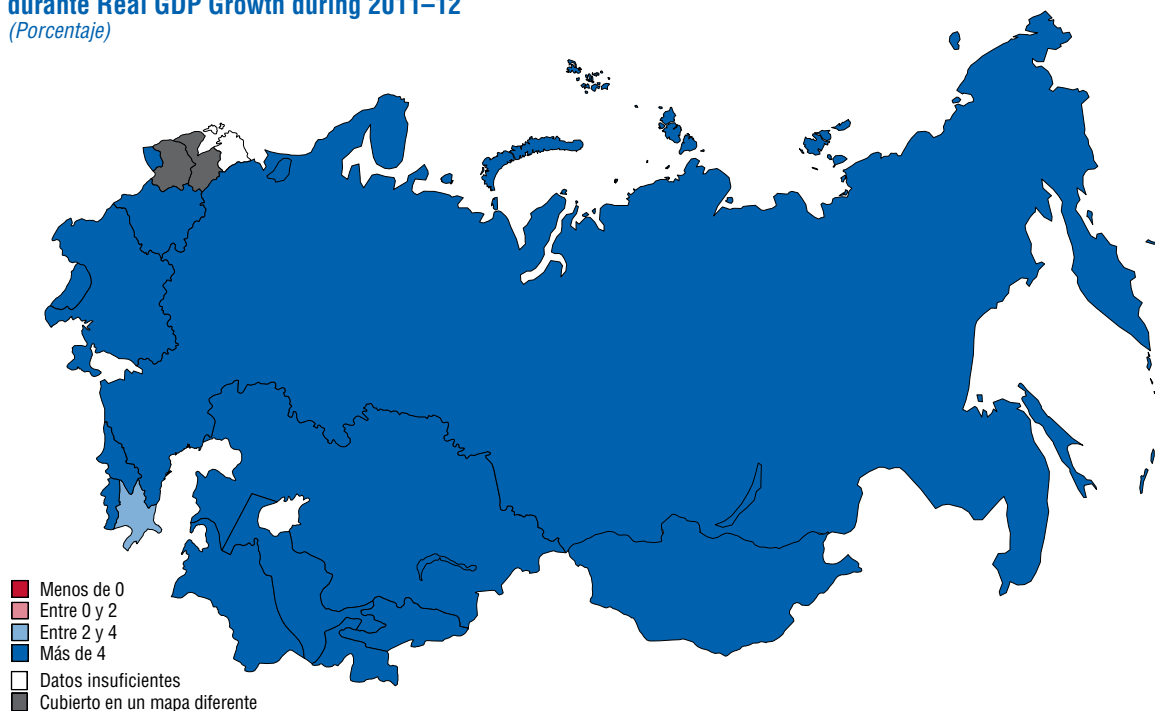 durante Real GDP Growth during 2011–12
(Porcentaje)
Menos de 0
Entre 0 y 2
Entre 2 y 4
Más de 4
Datos insuficientes
Cubierto en un mapa diferente